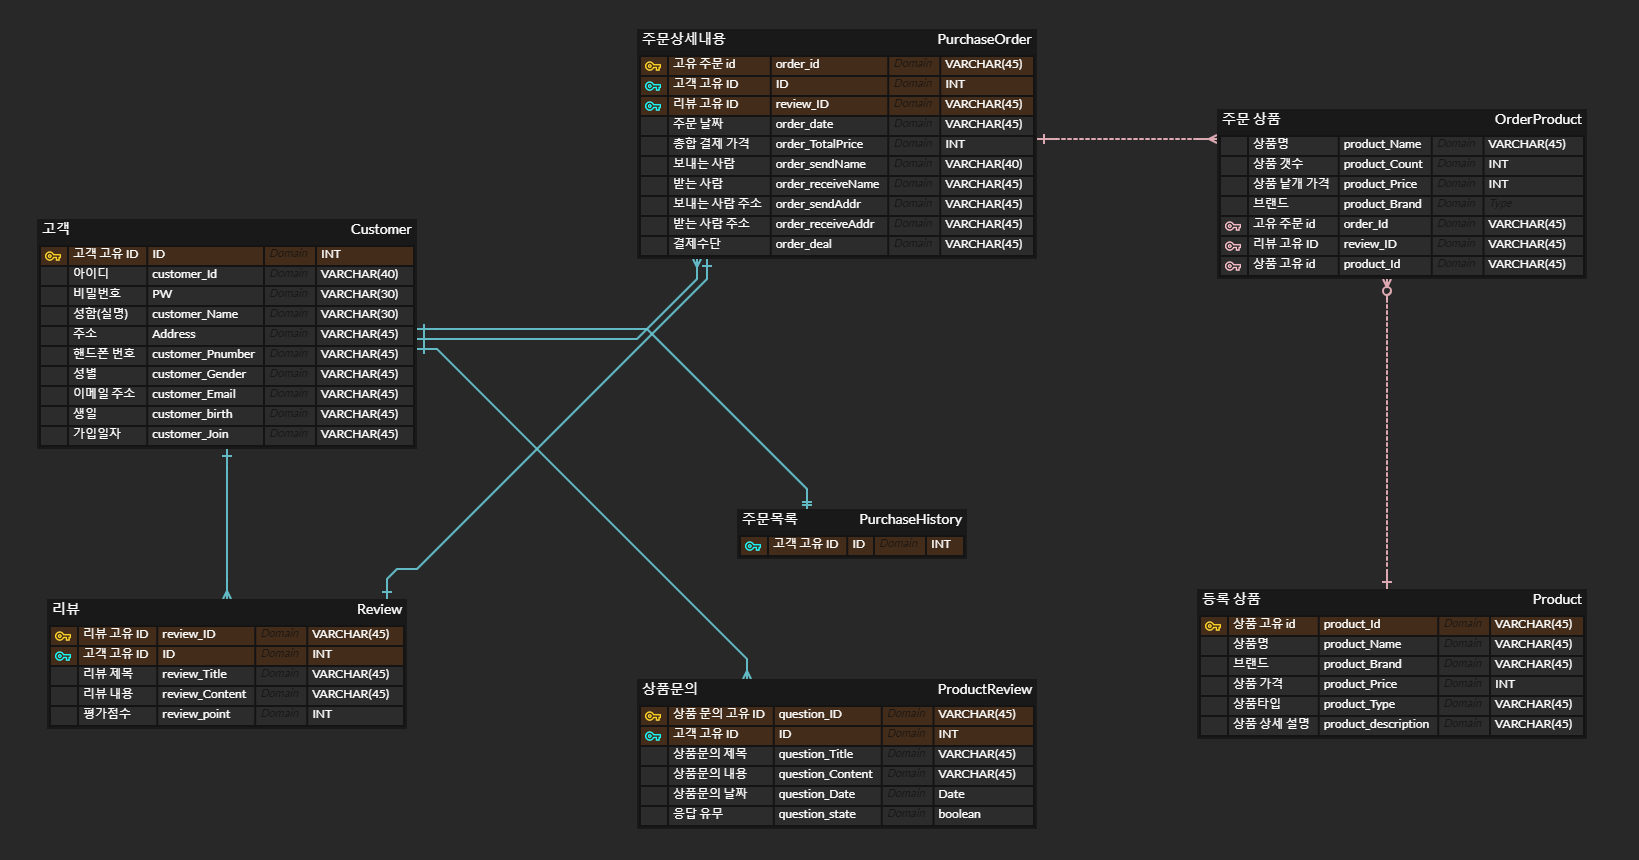 주문상세내용 PurchaseOrder
고유 주문 id order_id Domain VARCHAR(45)
고객 고유 ID ID Domain INT
리뷰 고유 ID review_ID Domain VARCHAR(45)
주문 날짜 order_date Domain VARCHAR(45)
총합 결제 가격 order_TotalPrice Domain INT
보내는 사람 order_sendName Domain VARCHAR(40)
받는 사람 order_receiveName Domain VARCHAR(45)
보내는 사람 주소 order_sendAddr Domain VARCHAR(45)
받는 사람 주소 order_receiveAddr Domain VARCHAR(45)
결제수단 order_deal Domain VARCHAR(45)
주문 상품 OrderProduct
상품명 product_Name Domain VARCHAR(45)
상품 갯수 product_Count Domain INT
상품 낱개 가격 product_Price Domain INT
브랜드 product_Brand Domain Type
고유 주문 id order_Id Domain VARCHAR(45)
리뷰 고유 ID review_ID Domain VARCHAR(45)
상품 고유 id product_Id Domain VARCHAR(45)
고객 Customer
고객 고유 ID ID Domain INT
아이디 customer_Id Domain VARCHAR(40)
비밀번호 PW Domain VARCHAR(30)
성함(실명) customer_Name Domain VARCHAR(30)
주소 Address Domain VARCHAR(45)
핸드폰 번호 customer_Pnumber Domain VARCHAR(45)
성별 customer_Gender Domain VARCHAR(45)
이메일 주소 customer_Email Domain VARCHAR(45)
생일 customer_birth Domain VARCHAR(45)
가입일자 customer_Join Domain VARCHAR(45)
주문목록 PurchaseHistory
고객 고유 ID ID Domain INT
리뷰 Review
리뷰 고유 ID review_ID Domain VARCHAR(45)
고객 고유 ID ID Domain INT
리뷰 제목 review_Title Domain VARCHAR(45)
리뷰 내용 review_Content Domain VARCHAR(45)
평가점수 review_point Domain INT
상품문의 ProductReview
상품 문의 고유 ID question_ID Domain VARCHAR(45)
고객 고유 ID ID Domain INT
상품문의 제목 question_Title Domain VARCHAR(45)
상품문의 내용 question_Content Domain VARCHAR(45)
상품문의 날짜 question_Date Domain Date
응답 유무 question_state Domain boolean
등록 상품 Product
상품 고유 id product_Id Domain VARCHAR(45)
상품명 product_Name Domain VARCHAR(45)
브랜드 product_Brand Domain VARCHAR(45)
상품 가격 product_Price Domain INT
상품타입 product_Type Domain VARCHAR(45)
상품 상세 설명 product_description Domain VARCHAR(45)